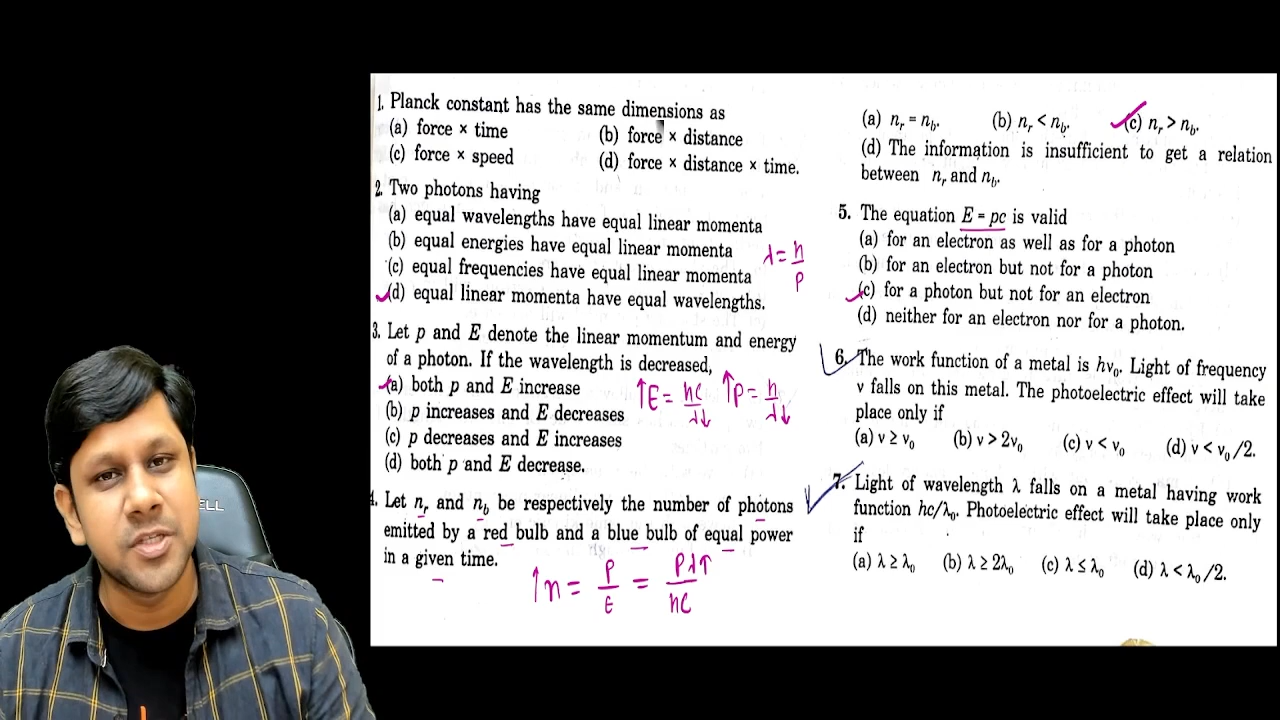 1. Planck constant has the same dimensions as
(a) force × time (b) force × distance
(c) force × speed (d) force × distance × time.
2. Two photons having
(a) equal wavelengths have equal linear momenta
(b) equal energies have equal linear momenta
(c) equal frequencies have equal linear momenta
(d) equal linear momenta have equal wavelengths.
λ = h/p
3. Let p and E denote the linear momentum and energy
of a photon. If the wavelength is decreased,
(a) both p and E increase
(b) p increases and E decreases
(c) p decreases and E increases
(d) both p and E decrease.
↑E = hc/λ↓ ↑p = h/λ↓
4. Let nᵣ and n_b be respectively the number of photons
emitted by a red bulb and a blue bulb of equal power
in a given time.
↑n = P/E = Pλ↑/hc
(a) nᵣ = n_b. (b) nᵣ < n_b. (c) nᵣ > n_b.
(d) The information is insufficient to get a relation
between nᵣ and n_b.
5. The equation E = pc is valid
(a) for an electron as well as for a photon
(b) for an electron but not for a photon
(c) for a photon but not for an electron
(d) neither for an electron nor for a photon.
6. The work function of a metal is hν₀. Light of frequency
ν falls on this metal. The photoelectric effect will take
place only if
(a) ν ≥ ν₀ (b) ν > 2ν₀ (c) ν < ν₀ (d) ν < ν₀/2.
7. Light of wavelength λ falls on a metal having work
function hc/λ₀. Photoelectric effect will take place only
if
(a) λ ≥ λ₀ (b) λ ≥ 2λ₀ (c) λ ≤ λ₀ (d) λ < λ₀/2.